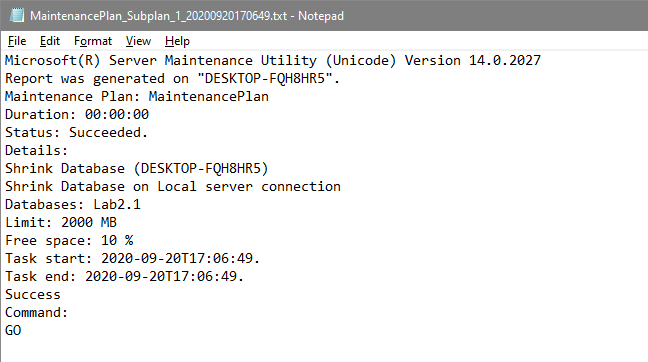 MaintenancePlan_Subplan_1_20200920170649.txt - Notepad
File Edit Format View Help
Microsoft(R) Server Maintenance Utility (Unicode) Version 14.0.2027
Report was generated on "DESKTOP-FQH8HR5".
Maintenance Plan: MaintenancePlan
Duration: 00:00:00
Status: Succeeded.
Details:
Shrink Database (DESKTOP-FQH8HR5)
Shrink Database on Local server connection
Databases: Lab2.1
Limit: 2000 MB
Free space: 10 %
Task start: 2020-09-20T17:06:49.
Task end: 2020-09-20T17:06:49.
Success
Command:
GO